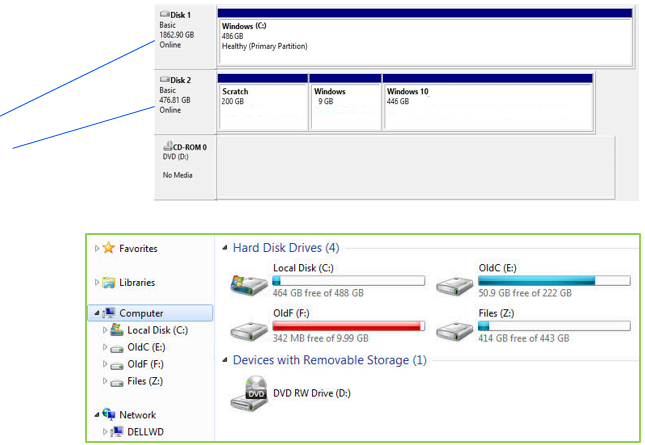 Disk 1
Basic
1862.90 GB
Online
Windows (C:)
486 GB
Healthy (Primary Partition)
Disk 2
Basic
476.81 GB
Online
Scratch
200 GB
Windows
9 GB
Windows 10
446 GB
CD-ROM 0
DVD (D:)
No Media
Favorites
Libraries
Computer
Local Disk (C:)
OldC (E:)
OldF (F:)
Files (Z:)
Network
DELLWD
Hard Disk Drives (4)
Local Disk (C:)
464 GB free of 488 GB
OldC (E:)
50.9 GB free of 222 GB
OldF (F:)
342 MB free of 9.99 GB
Files (Z:)
414 GB free of 443 GB
Devices with Removable Storage (1)
DVD
DVD RW Drive (D:)